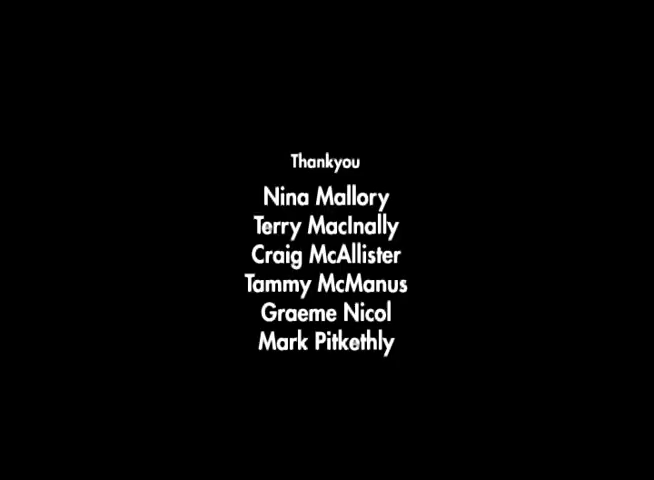 Thankyou
Nina Mallory
Terry MacInally
Craig McAllister
Tammy McManus
Graeme Nicol
Mark Pitkethly